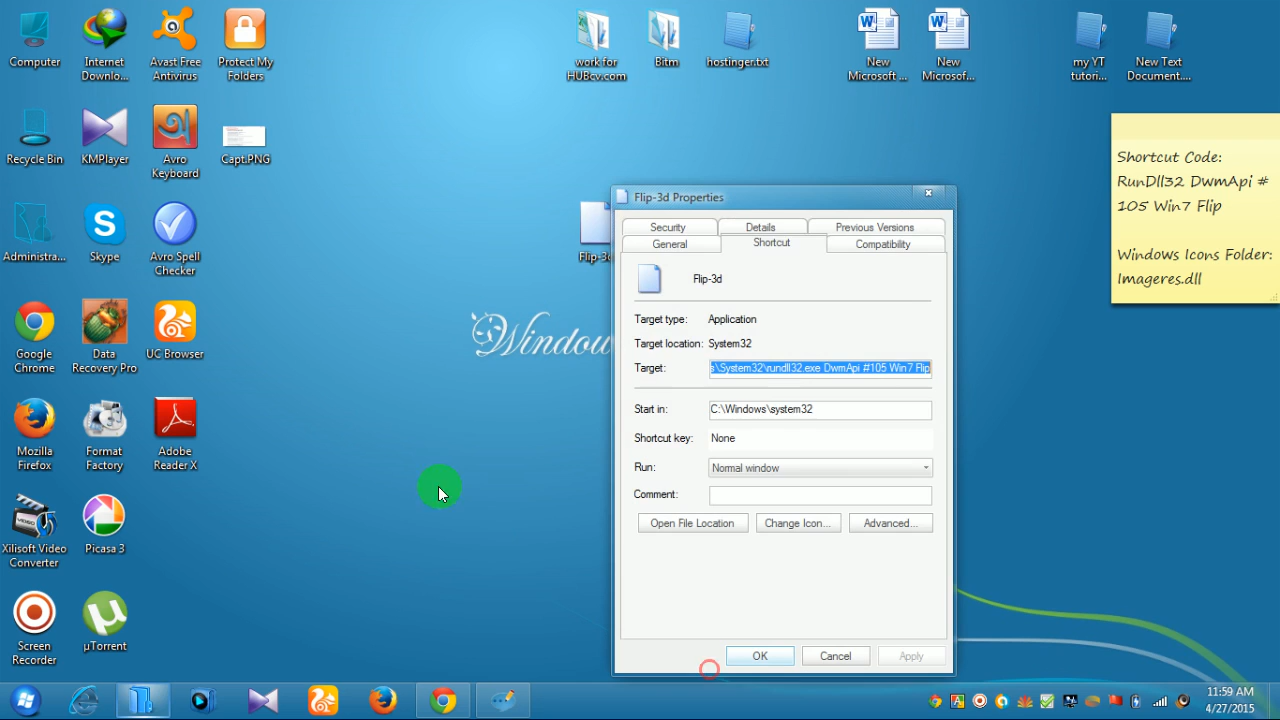 Computer
Internet
Downlo...
Avast Free
Antivirus
Protect My
Folders
work for
HUBcv.com
Bitm
hostinger.txt
New
Microsoft ...
New
Microsof...
my YT
tutori...
New Text
Document....
Recycle Bin
KMPlayer
Avro
Keyboard
Capt.PNG
Administra...
Skype
Avro Spell
Checker
Google
Chrome
Data
Recovery Pro
UC Browser
Mozilla
Firefox
Format
Factory
Adobe
Reader X
Xilisoft Video
Converter
Picasa 3
Screen
Recorder
µTorrent
Flip-3d
Window
Shortcut Code:
RunDll32 DwmApi #
105 Win7 Flip
Windows Icons Folder:
Imageres.dll
Flip-3d Properties
Security
Details
Previous Versions
General
Shortcut
Compatibility
Flip-3d
Target type: Application
Target location: System32
Target: s\System32\rundll32.exe DwmApi #105 Win7 Flip
Start in: C:\Windows\system32
Shortcut key: None
Run: Normal window
Comment:
Open File Location
Change Icon...
Advanced...
OK
Cancel
Apply
11:59 AM
4/27/2015